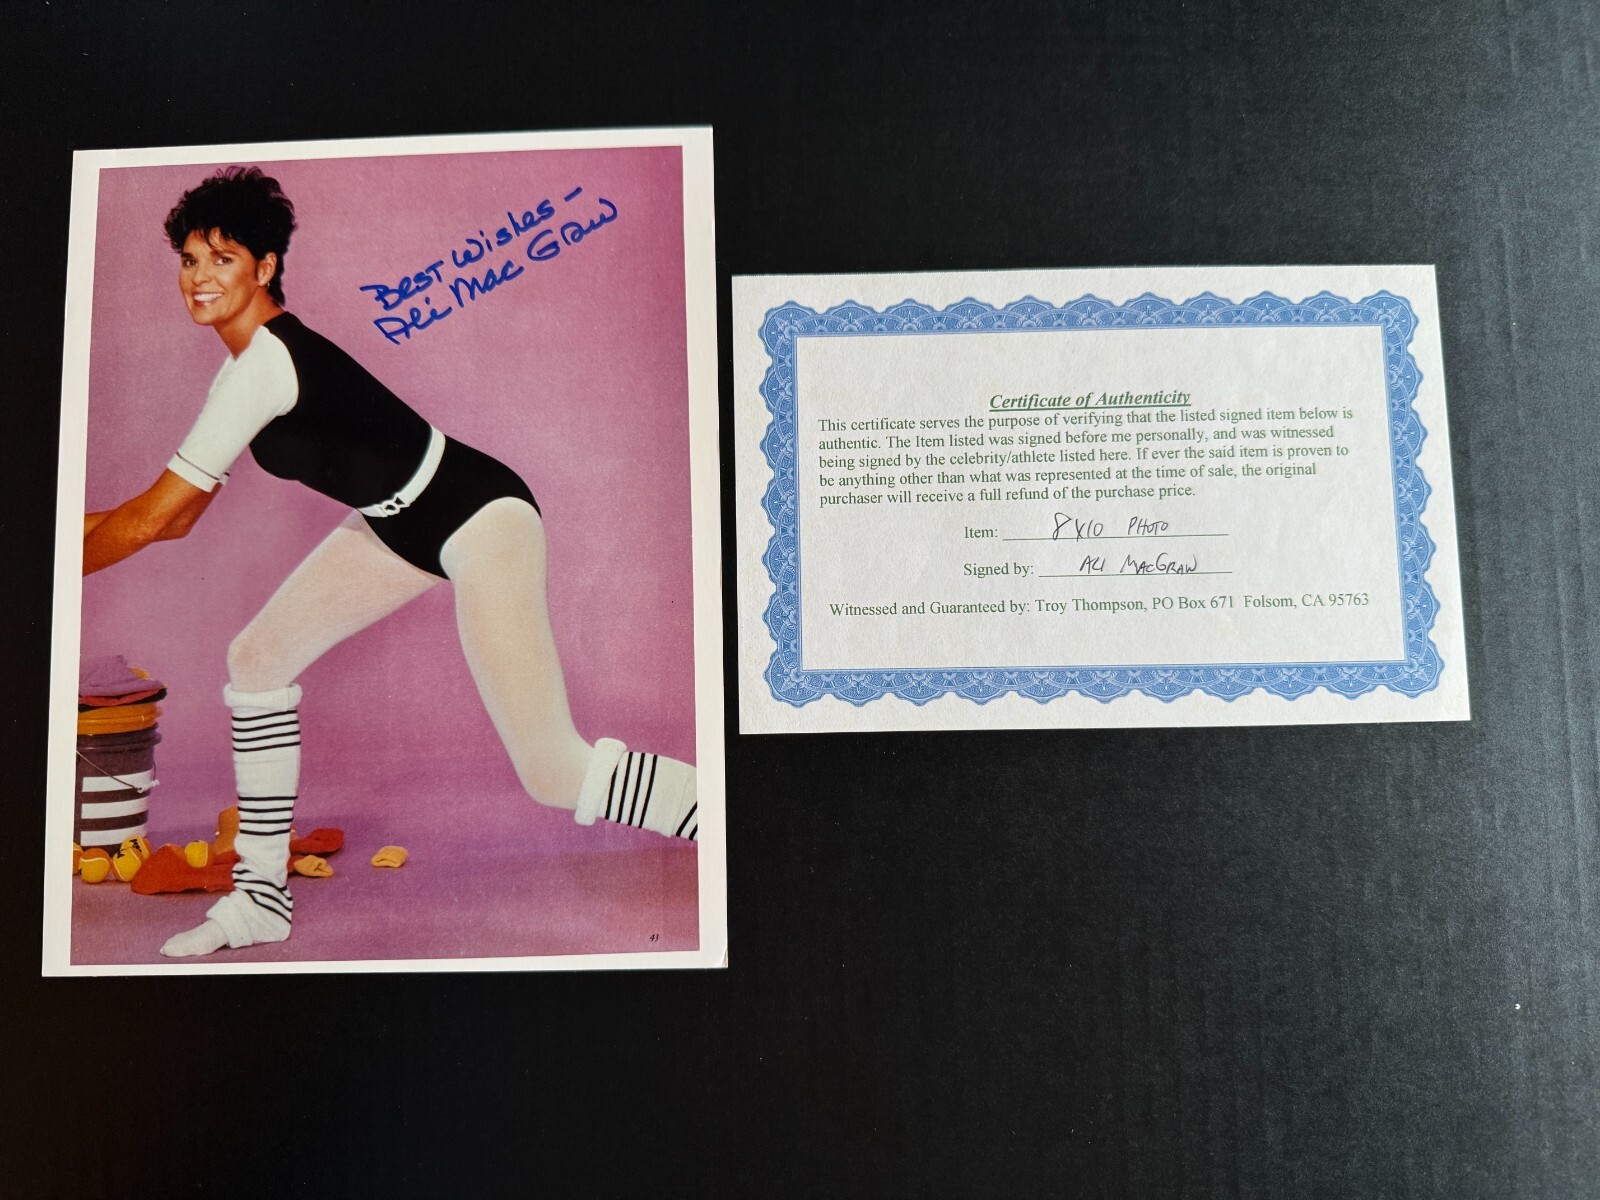 Best Wishes -
Ali MacGraw
43
Certificate of Authenticity
This certificate serves the purpose of verifying that the listed signed item below is
authentic. The Item listed was signed before me personally, and was witnessed
being signed by the celebrity/athlete listed here. If ever the said item is proven to
be anything other than what was represented at the time of sale, the original
purchaser will receive a full refund of the purchase price.
Item: 8x10 PHOTO
Signed by: ALI MACGRAW
Witnessed and Guaranteed by: Troy Thompson, PO Box 671 Folsom, CA 95763